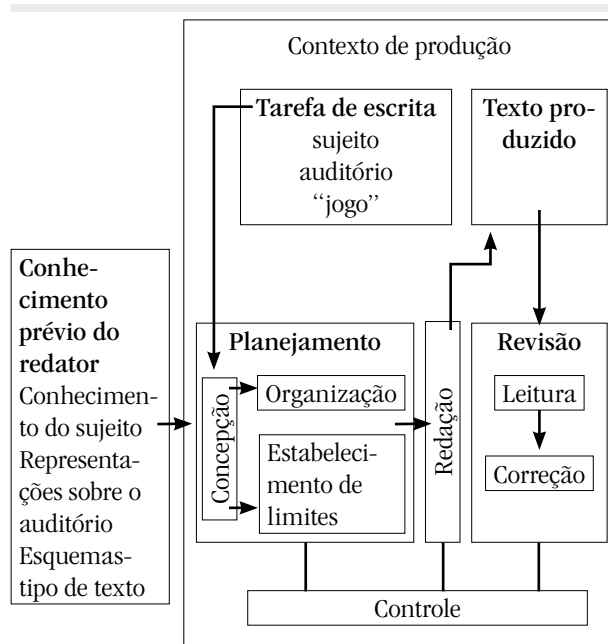 Contexto de produção
Tarefa de escrita
sujeito
auditório
“jogo”
Texto pro-
duzido
Conhe-
cimento
prévio do
redator
Conhecimen-
to do sujeito
Representa-
ções sobre o
auditório
Esquemas-
tipo de texto
Planejamento
Concepção
Organização
Estabeleci-
mento de
limites
Redação
Revisão
Leitura
Correção
Controle